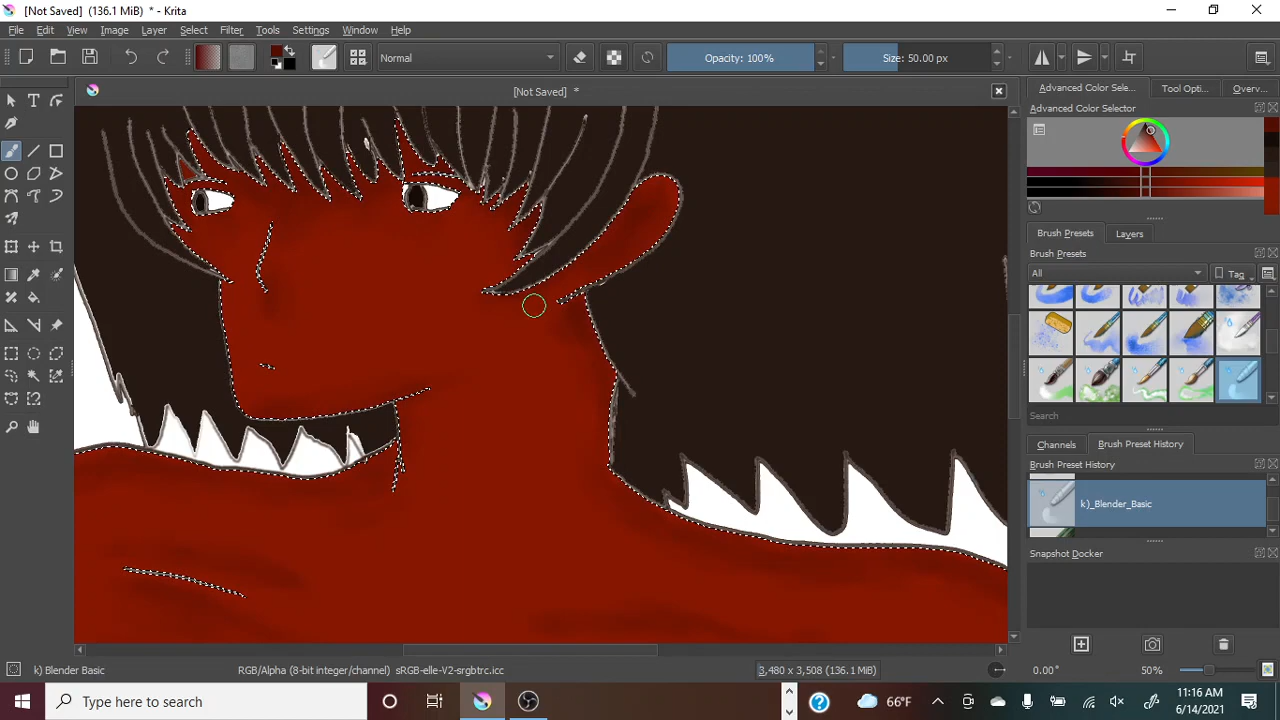 [Not Saved] (136.1 MiB) * - Krita
File Edit View Image Layer Select Filter Tools Settings Window Help
Normal
Opacity: 100%
Size: 50.00 px
[Not Saved] *
Advanced Color Sele...
Tool Opti...
Overv...
Advanced Color Selector
Brush Presets
Layers
Brush Presets
All
Tag
Search
Channels
Brush Preset History
Brush Preset History
k)_Blender_Basic
Snapshot Docker
k) Blender Basic
RGB/Alpha (8-bit integer/channel) sRGB-elle-V2-srgbtrc.icc
3,480 x 3,508 (136.1 MiB)
0.00°
50%
Type here to search
66°F
11:16 AM
6/14/2021